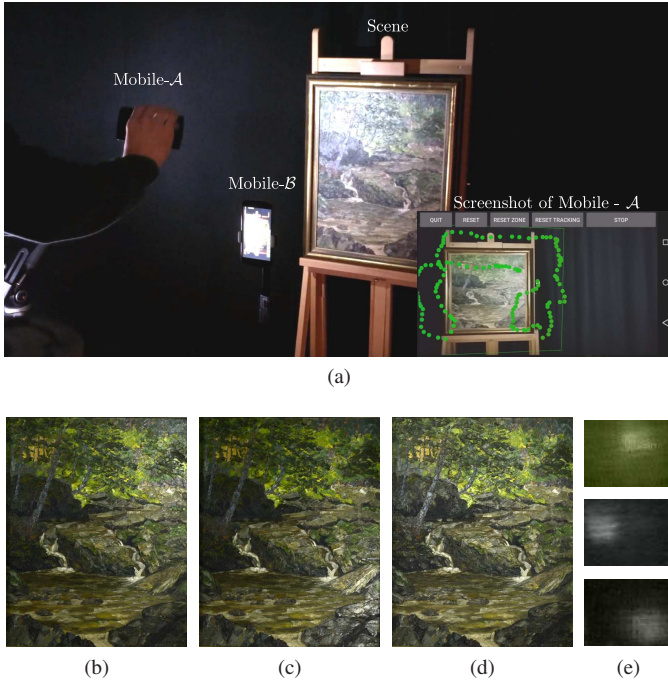 Scene
Mobile-𝒜
Mobile-ℬ
Screenshot of Mobile - 𝒜
QUIT RESET RESET ZONE RESET TRACKING STOP
(a)
(b) (c) (d) (e)